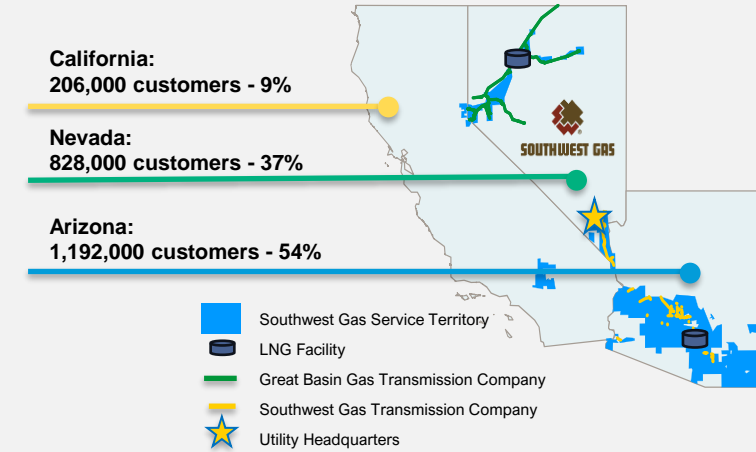 California:
206,000 customers - 9%
Nevada:
828,000 customers - 37%
SOUTHWEST GAS
Arizona:
1,192,000 customers - 54%
Southwest Gas Service Territory
LNG Facility
Great Basin Gas Transmission Company
Southwest Gas Transmission Company
Utility Headquarters